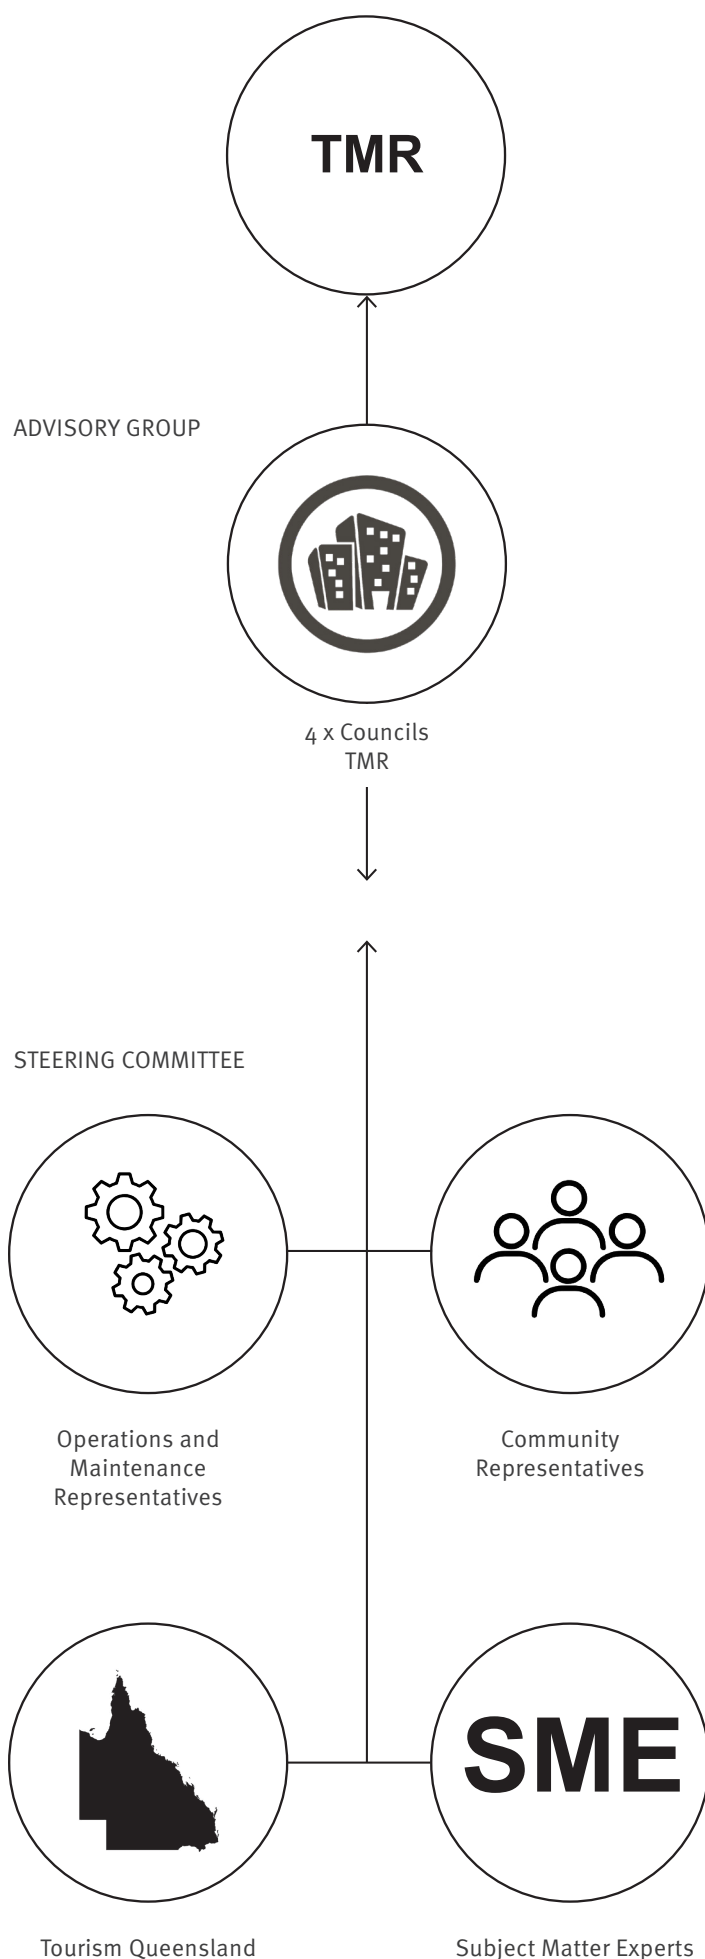 TMR
ADVISORY GROUP
4 x Councils
TMR
STEERING COMMITTEE
Operations and
Maintenance
Representatives
Community
Representatives
SME
Tourism Queensland
Subject Matter Experts